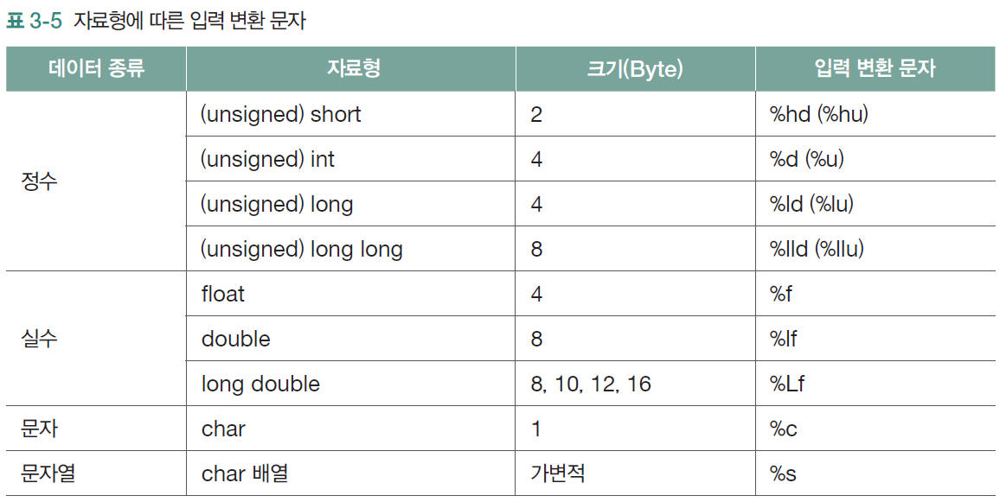 표 3-5 자료형에 따른 입력 변환 문자
데이터 종류 자료형 크기(Byte) 입력 변환 문자
정수 (unsigned) short 2 %hd (%hu)
(unsigned) int 4 %d (%u)
(unsigned) long 4 %ld (%lu)
(unsigned) long long 8 %lld (%llu)
실수 float 4 %f
double 8 %lf
long double 8, 10, 12, 16 %Lf
문자 char 1 %c
문자열 char 배열 가변적 %s